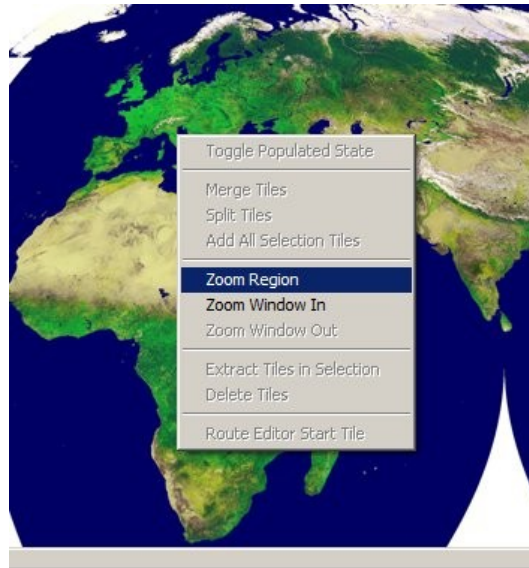 Toggle Populated State
Merge Tiles
Split Tiles
Add All Selection Tiles
Zoom Region
Zoom Window In
Zoom Window Out
Extract Tiles in Selection
Delete Tiles
Route Editor Start Tile